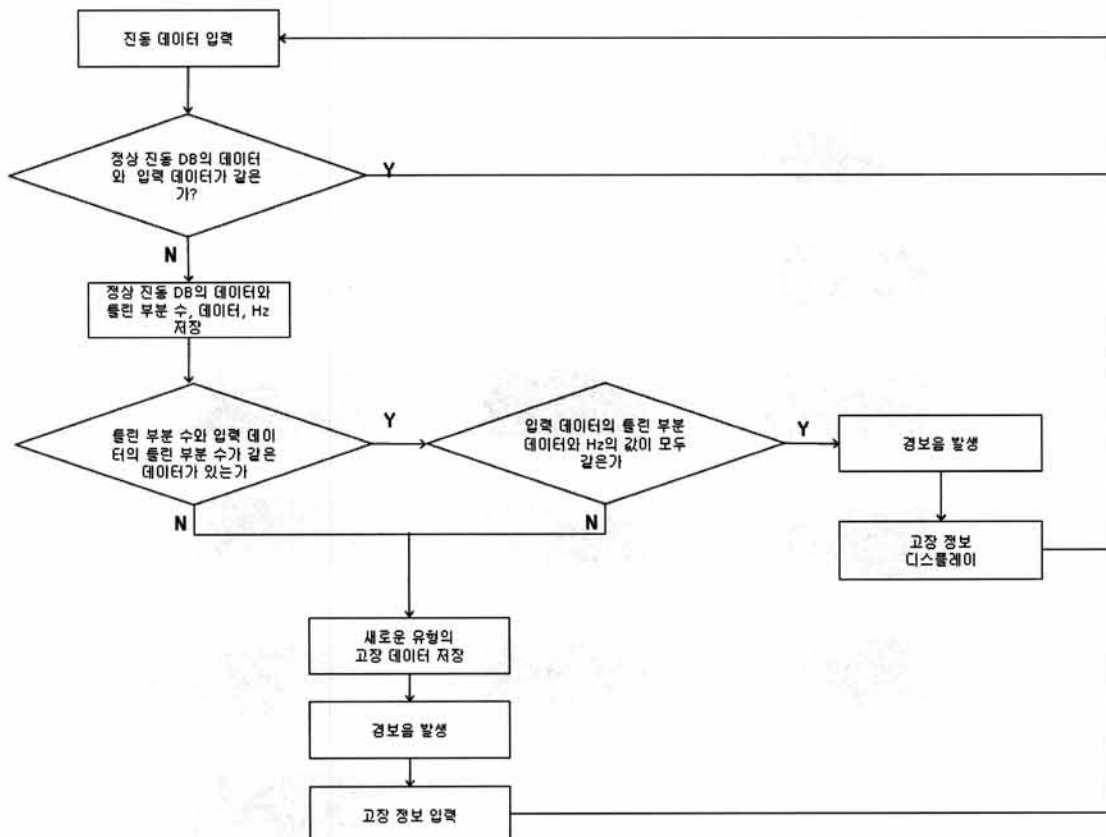 진동 데이터 입력
정상 진동 DB의 데이터
와 입력 데이터가 같은
가?
Y
N
정상 진동 DB의 데이터와
틀린 부분 수, 데이터, Hz
저장
틀린 부분 수와 입력 데이
터의 틀린 부분 수가 같은
데이터가 있는가
Y
N
입력 데이터의 틀린 부분
데이터와 Hz의 값이 모두
같은가
Y
N
경보음 발생
고장 정보
디스플레이
새로운 유형의
고장 데이터 저장
경보음 발생
고장 정보 입력